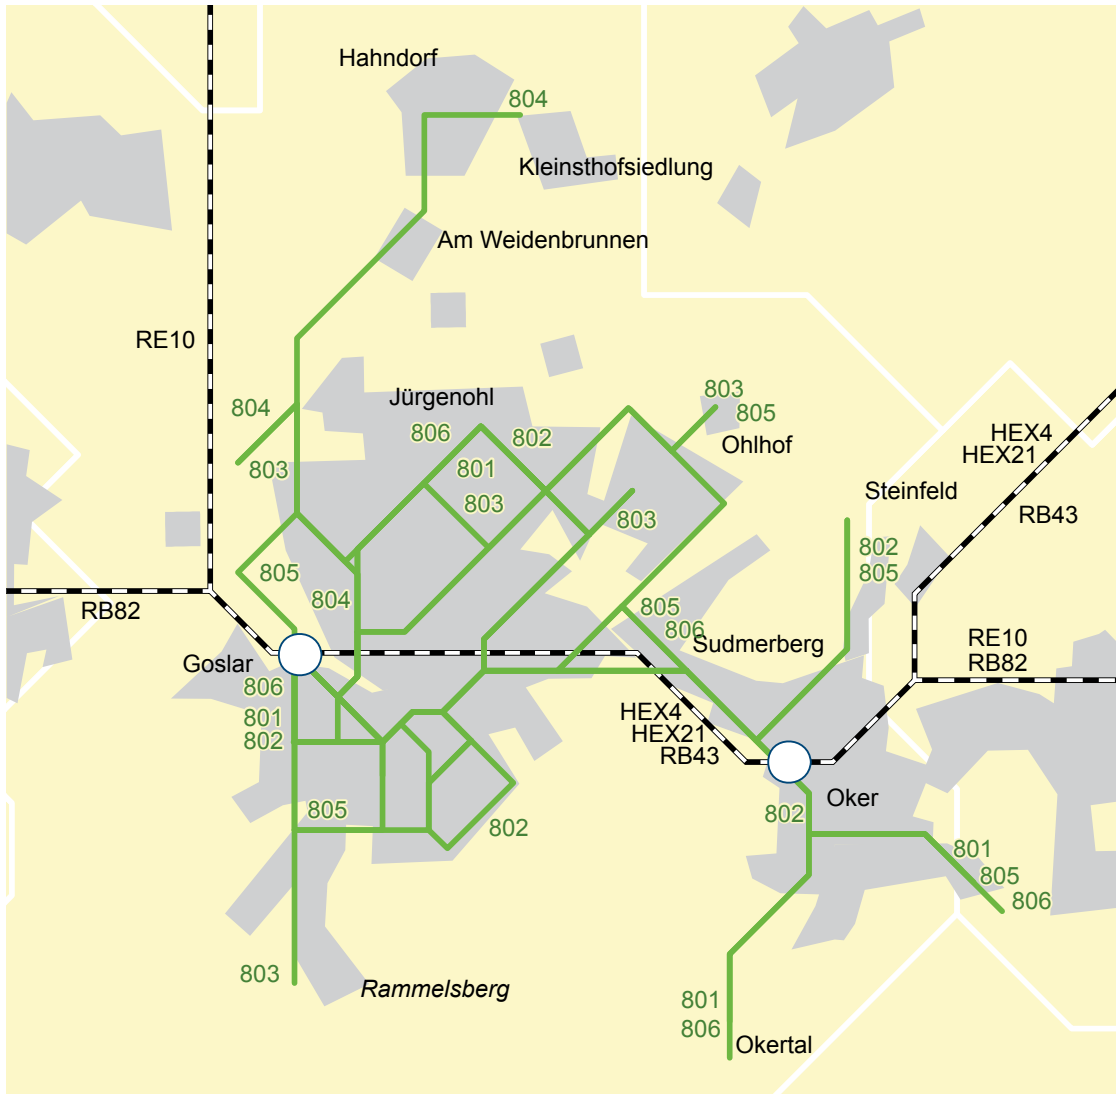 Hahndorf
804
Kleinsthofsiedlung
Am Weidenbrunnen
RE10
804
803
Jürgenohl
806
802
801
803
803
805
Ohlhof
803
HEX4
HEX21
RB43
Steinfeld
802
805
805
804
RB82
805
806
Sudmerberg
RE10
RB82
Goslar
806
801
802
HEX4
HEX21
RB43
805
802
Oker
802
801
805
806
803
Rammelsberg
801
806
Okertal